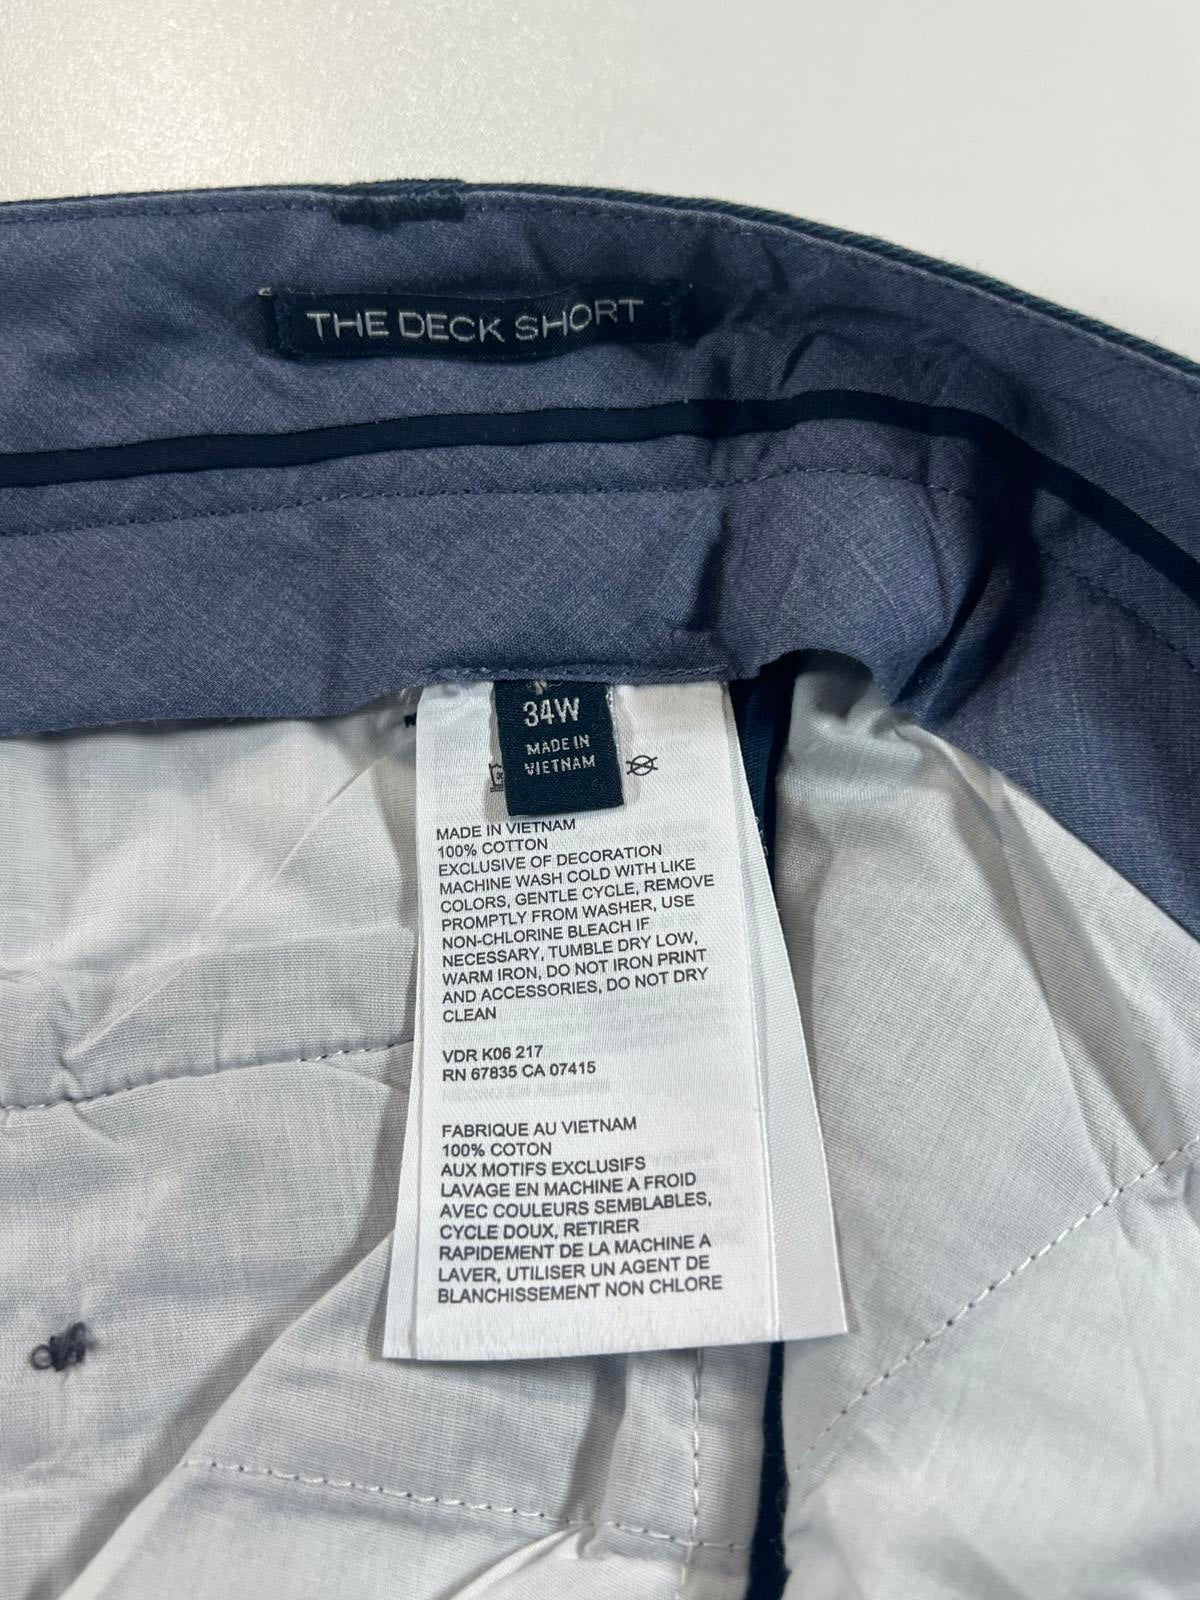 THE DECK SHORT
34W
MADE IN
VIETNAM
MADE IN VIETNAM
100% COTTON
EXCLUSIVE OF DECORATION
MACHINE WASH COLD WITH LIKE
COLORS, GENTLE CYCLE, REMOVE
PROMPTLY FROM WASHER, USE
NON-CHLORINE BLEACH IF
NECESSARY, TUMBLE DRY LOW,
WARM IRON, DO NOT IRON PRINT
AND ACCESSORIES, DO NOT DRY
CLEAN
VDR K06 217
RN 67835 CA 07415
FABRIQUE AU VIETNAM
100% COTON
AUX MOTIFS EXCLUSIFS
LAVAGE EN MACHINE A FROID
AVEC COULEURS SEMBLABLES,
CYCLE DOUX, RETIRER
RAPIDEMENT DE LA MACHINE A
LAVER, UTILISER UN AGENT DE
BLANCHISSEMENT NON CHLORE